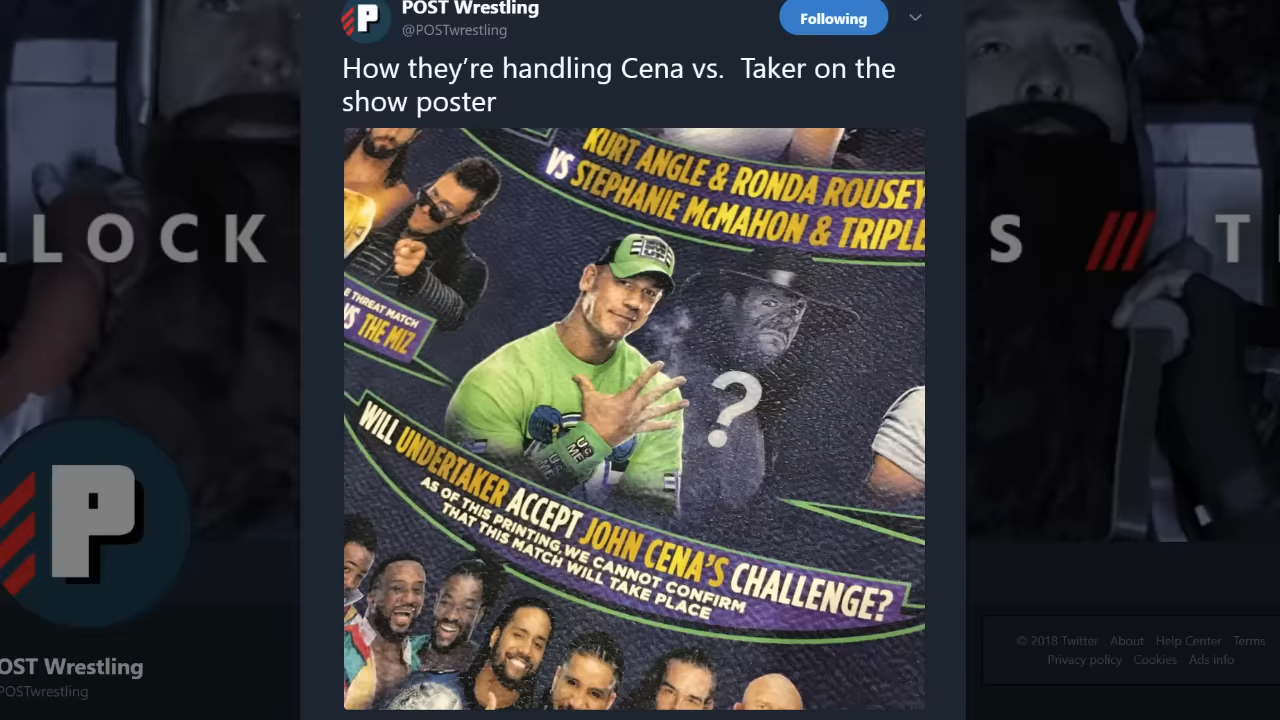 POST Wrestling
@POSTwrestling
Following
How they're handling Cena vs. Taker on the
show poster
KURT ANGLE & RONDA ROUSEY
VS STEPHANIE McMAHON & TRIPLE
THREAT MATCH
VS THE MIZ
?
U C
ME
WILL UNDERTAKER ACCEPT JOHN CENA'S CHALLENGE?
AS OF THIS PRINTING, WE CANNOT CONFIRM
THAT THIS MATCH WILL TAKE PLACE
LLOCK
S /// T
P
OST Wrestling
POSTwrestling
© 2018 Twitter About Help Center Terms
Privacy policy Cookies Ads info